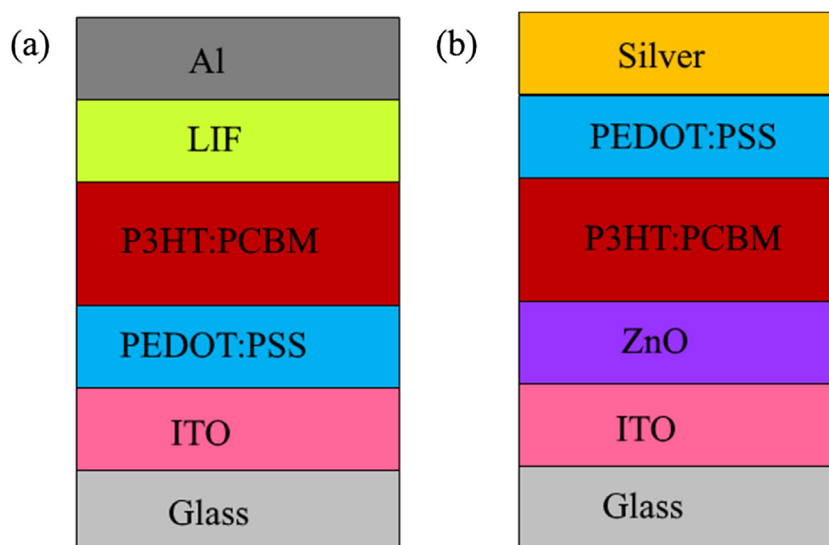 (a)
Al
LIF
P3HT:PCBM
PEDOT:PSS
ITO
Glass
(b)
Silver
PEDOT:PSS
P3HT:PCBM
ZnO
ITO
Glass